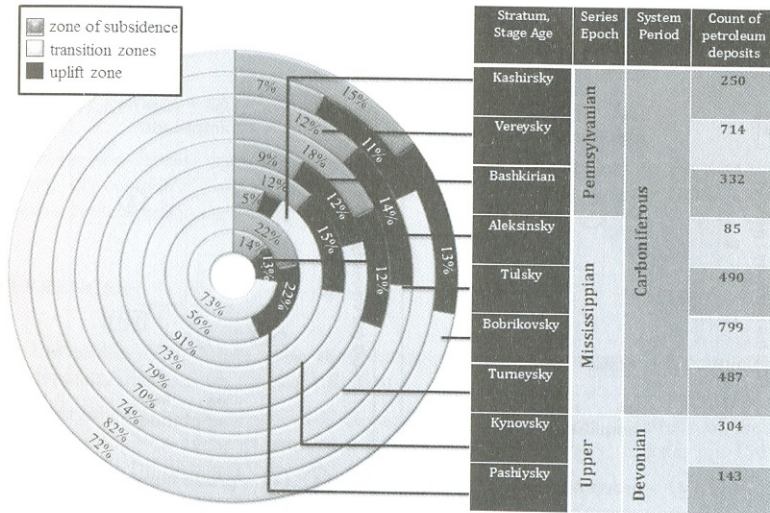 zone of subsidence
transition zones
uplift zone
15%
7%
11%
12%
18%
9%
12%
14%
12%
15%
5%
13%
22%
12%
14%
13%
22%
73%
56%
91%
73%
79%
70%
74%
82%
72%
Stratum, Stage Age
Series Epoch
System Period
Count of petroleum deposits
Kashirsky
250
Vereysky
714
Bashkirian
332
Aleksinsky
85
Tulsky
490
Bobrikovsky
799
Turneysky
487
Kynovsky
304
Pashiysky
143
Pennsylvanian
Mississippian
Upper
Carboniferous
Devonian